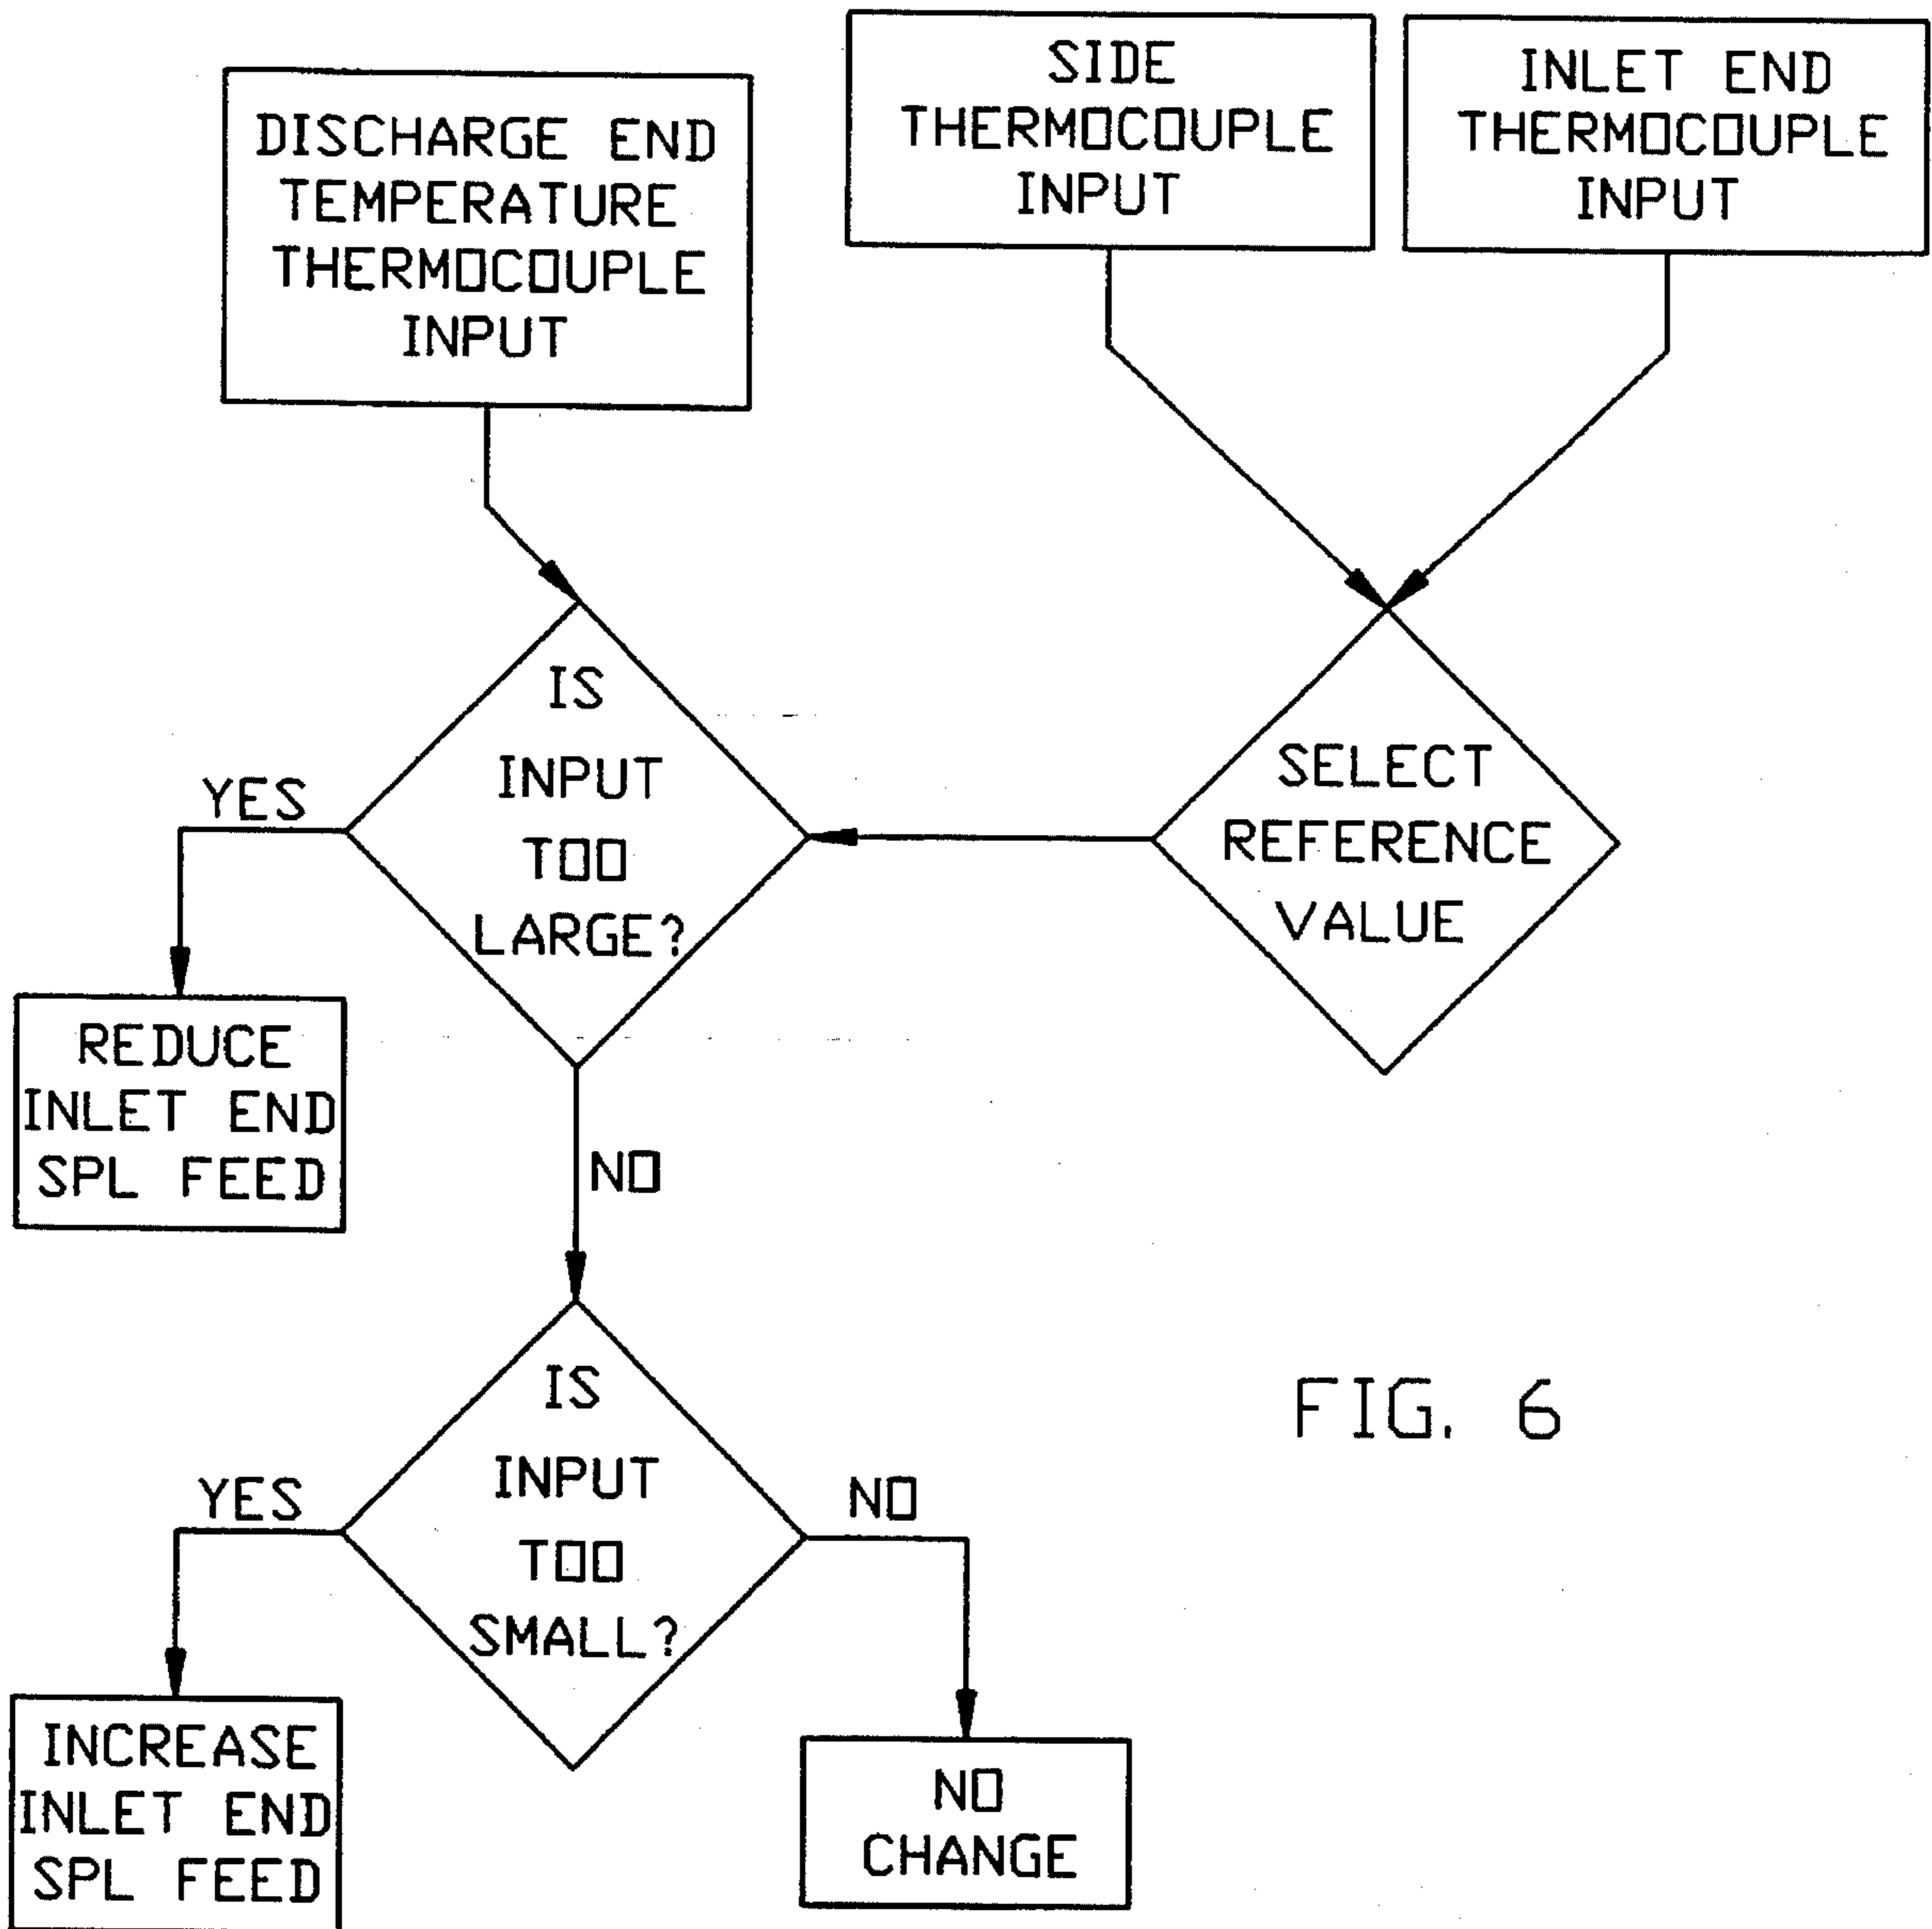 DISCHARGE END
TEMPERATURE
THERMOCOUPLE
INPUT
SIDE
THERMOCOUPLE
INPUT
INLET END
THERMOCOUPLE
INPUT
IS
INPUT
TOO
LARGE?
SELECT
REFERENCE
VALUE
YES
REDUCE
INLET END
SPL FEED
NO
IS
INPUT
TOO
SMALL?
YES
NO
INCREASE
INLET END
SPL FEED
NO
CHANGE
FIG. 6